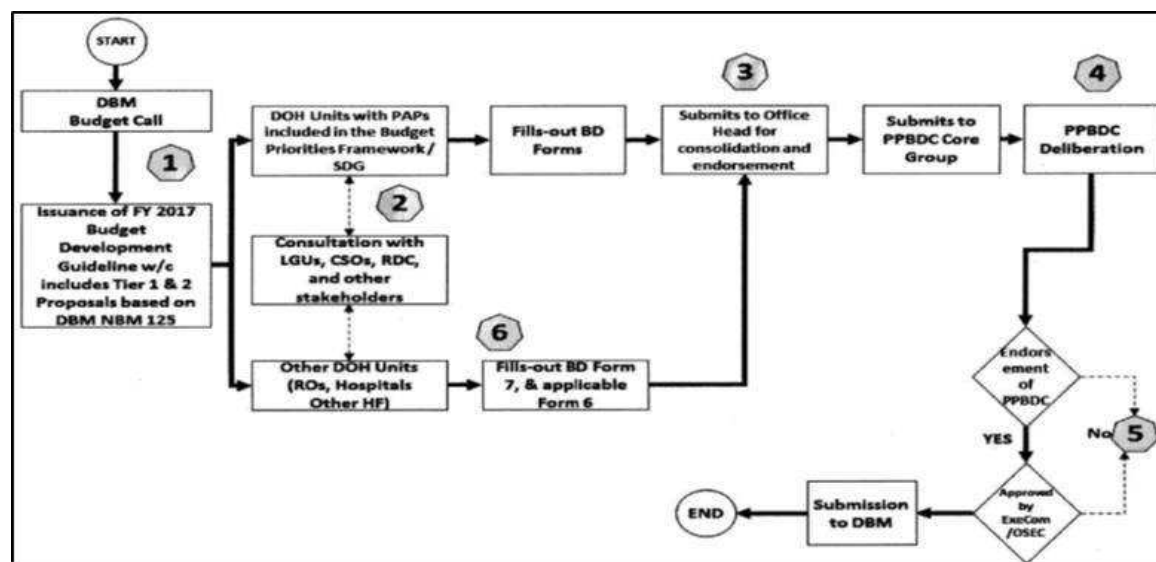 START
DBM
Budget Call
1
Issuance of FY 2017
Budget
Development
Guideline w/c
includes Tier 1 & 2
Proposals based on
DBM NBM 125
DOH Units with PAPs
included in the Budget
Priorities Framework /
SDG
2
Consultation with
LGUs, CSOs, RDC,
and other
stakeholders
Other DOH Units
(ROs, Hospitals
Other HF)
Fills-out BD
Forms
6
Fills-out BD Form
7, & applicable
Form 6
3
Submits to Office
Head for
consolidation and
endorsement
Submits to
PPBDC Core
Group
4
PPBDC
Deliberation
Endors
ement
of
PPBDC
YES
No
5
Approved
by
ExeCom
/OSEC
Submission
to DBM
END